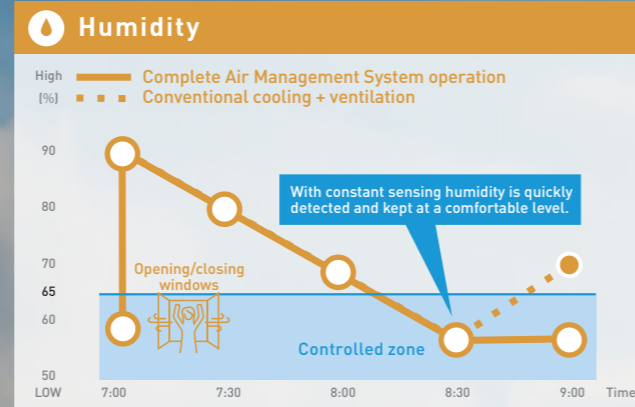 Humidity
High
(%)
Complete Air Management System operation
Conventional cooling + ventilation
90
80
70
65
60
50
LOW
With constant sensing humidity is quickly
detected and kept at a comfortable level.
Opening/closing
windows
Controlled zone
7:00
7:30
8:00
8:30
9:00
Time